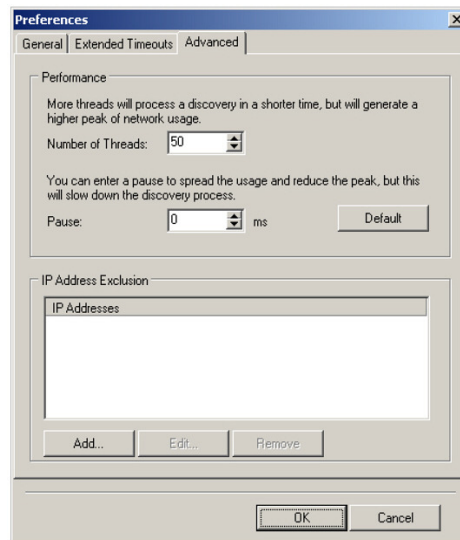 Preferences
General
Extended Timeouts
Advanced
Performance
More threads will process a discovery in a shorter time, but will generate a
higher peak of network usage.
Number of Threads: 50
You can enter a pause to spread the usage and reduce the peak, but this
will slow down the discovery process.
Pause: 0 ms Default
IP Address Exclusion
IP Addresses
Add... Edit... Remove
OK Cancel